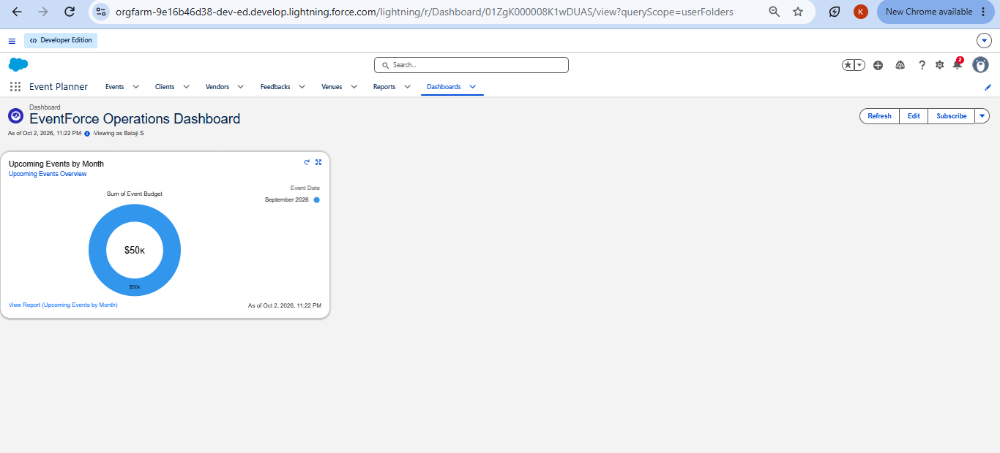 orgfarm-9e16b46d38-dev-ed.develop.lightning.force.com/lightning/r/Dashboard/01ZgK000008K1wDUAS/view?queryScope=userFolders
K
New Chrome available
Developer Edition
Search...
2
Event Planner
Events
Clients
Vendors
Feedbacks
Venues
Reports
Dashboards
Dashboard
EventForce Operations Dashboard
As of Oct 2, 2026, 11:22 PM·
·Viewing as Balaji S
Refresh
Edit
Subscribe
Upcoming Events by Month
Upcoming Events Overview
Event Date
Sum of Event Budget
September 2026
$50K
$50K
View Report (Upcoming Events by Month)
As of Oct 2, 2026, 11:22 PM